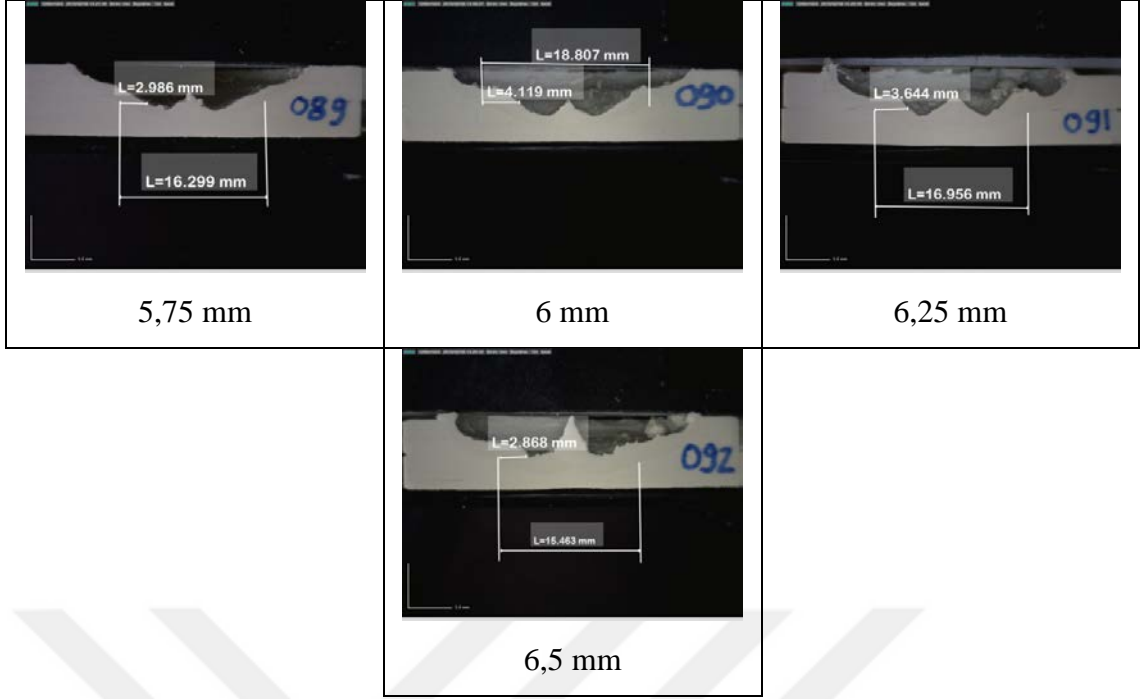 L=2.986 mm
089
L=16.299 mm
5,75 mm
L=18.807 mm
L=4.119 mm
090
6 mm
L=3.644 mm
091
L=16.956 mm
6,25 mm
L=2.868 mm
092
L=15.463 mm
6,5 mm